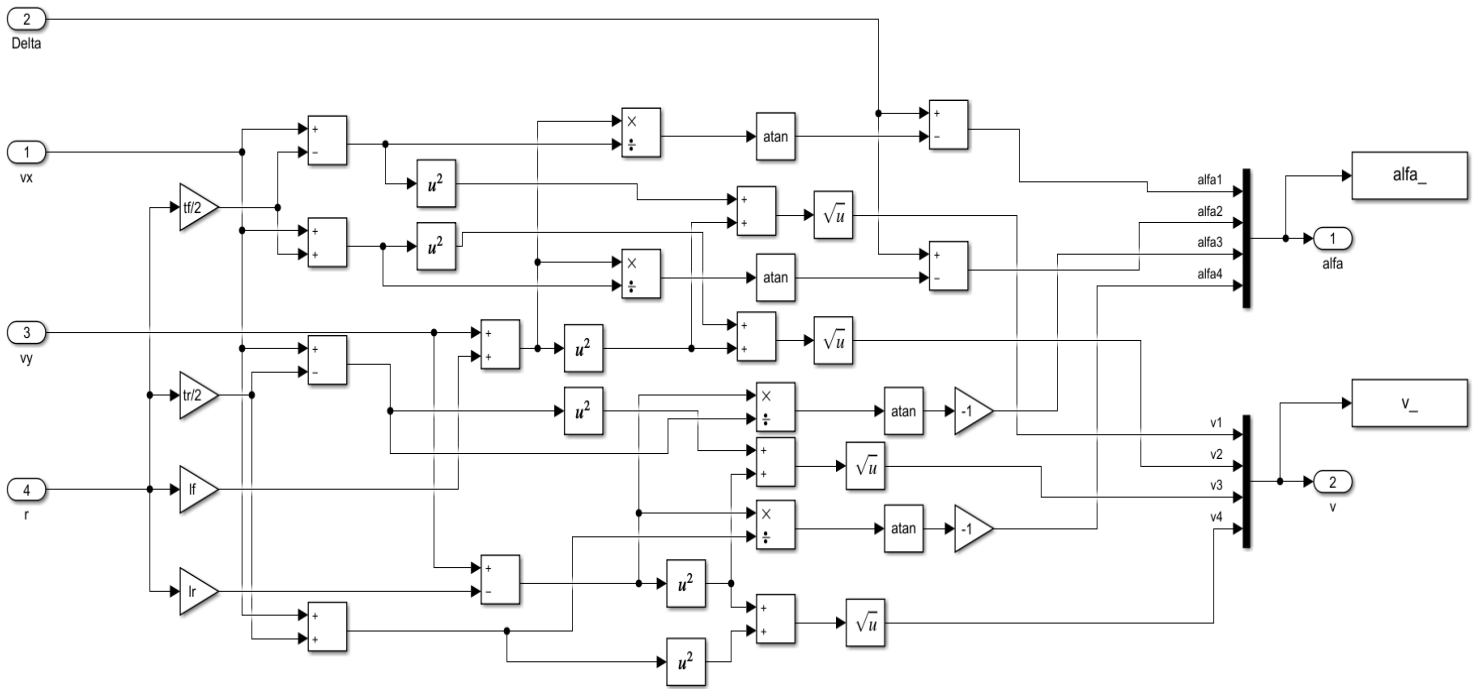 2
Delta
+
−
×
÷
atan
+
−
1
vx
u²
alfa1
alfa_
tf/2
+
+
√u
alfa2
+
+
u²
1
alfa
×
÷
atan
+
−
alfa3
alfa4
3
vy
+
+
u²
+
+
√u
+
−
tr/2
u²
×
÷
atan
-1
v_
v1
+
+
√u
v2
4
r
lf
v3
2
v
×
÷
atan
-1
v4
+
−
u²
lr
+
+
+
+
√u
u²